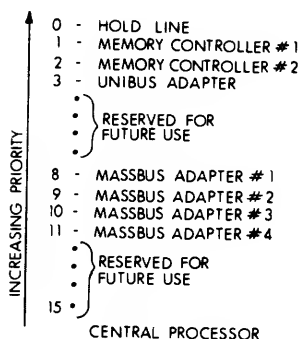 0 - HOLD LINE
1 - MEMORY CONTROLLER #1
2 - MEMORY CONTROLLER #2
3 - UNIBUS ADAPTER
RESERVED FOR
FUTURE USE
8 - MASSBUS ADAPTER #1
9 - MASSBUS ADAPTER #2
10 - MASSBUS ADAPTER #3
11 - MASSBUS ADAPTER #4
RESERVED FOR
FUTURE USE
15
CENTRAL PROCESSOR
INCREASING PRIORITY